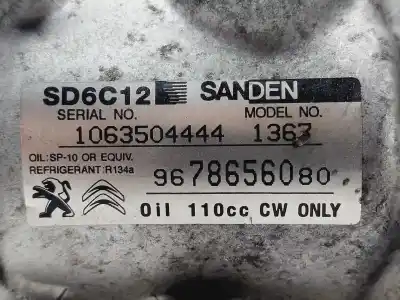 SD6C12 SANDEN
SERIAL NO. MODEL NO.
1063504444 1367
OIL:SP-10 OR EQUIV.
REFRIGERANT:R134a
9678656080
Oil 110cc CW ONLY